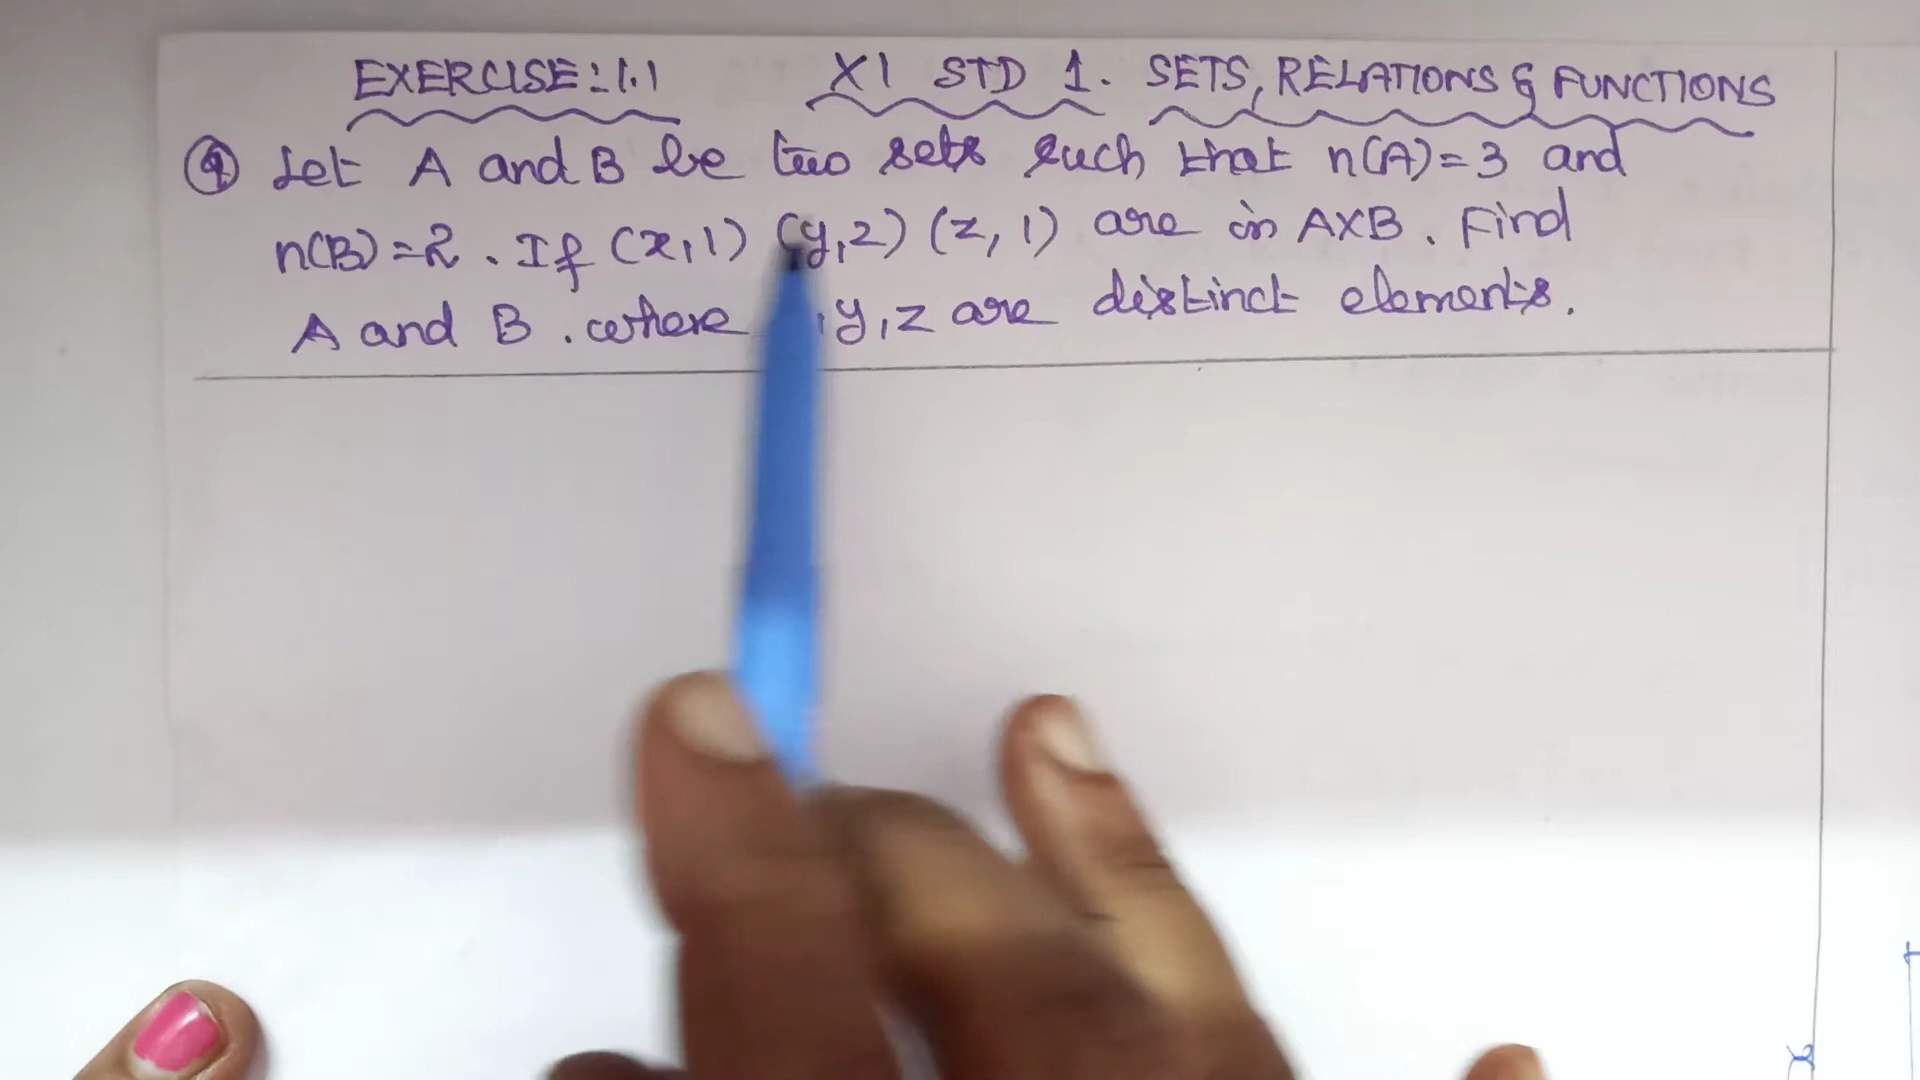 EXERCISE:1.1 XI STD 1. SETS, RELATIONS & FUNCTIONS
9 Let A and B be two sets such that n(A)=3 and
n(B)=2. If (x,1) (y,2) (z,1) are in AXB. Find
A and B. where ,y,z are distinct elements.